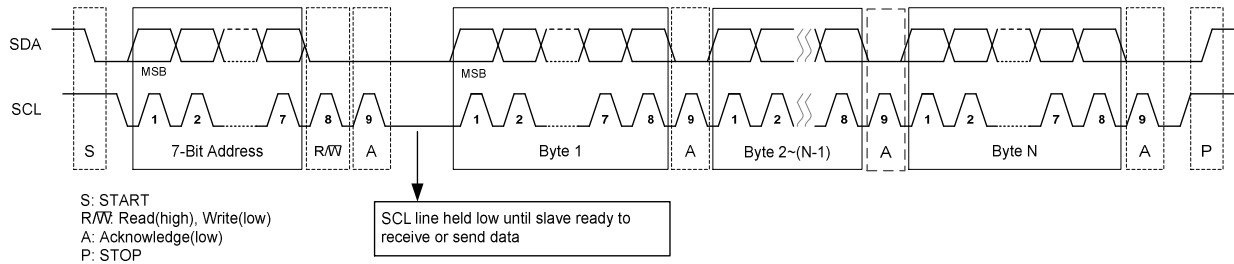 SDA
MSB
MSB
SCL
1 2 7 8 9 1 2 7 8 9 1 2 8 9 1 2 7 8 9
S 7-Bit Address R/W̅ A Byte 1 A Byte 2~(N-1) A Byte N A P
S: START
R/W̅: Read(high), Write(low)
A: Acknowledge(low)
P: STOP
SCL line held low until slave ready to
receive or send data